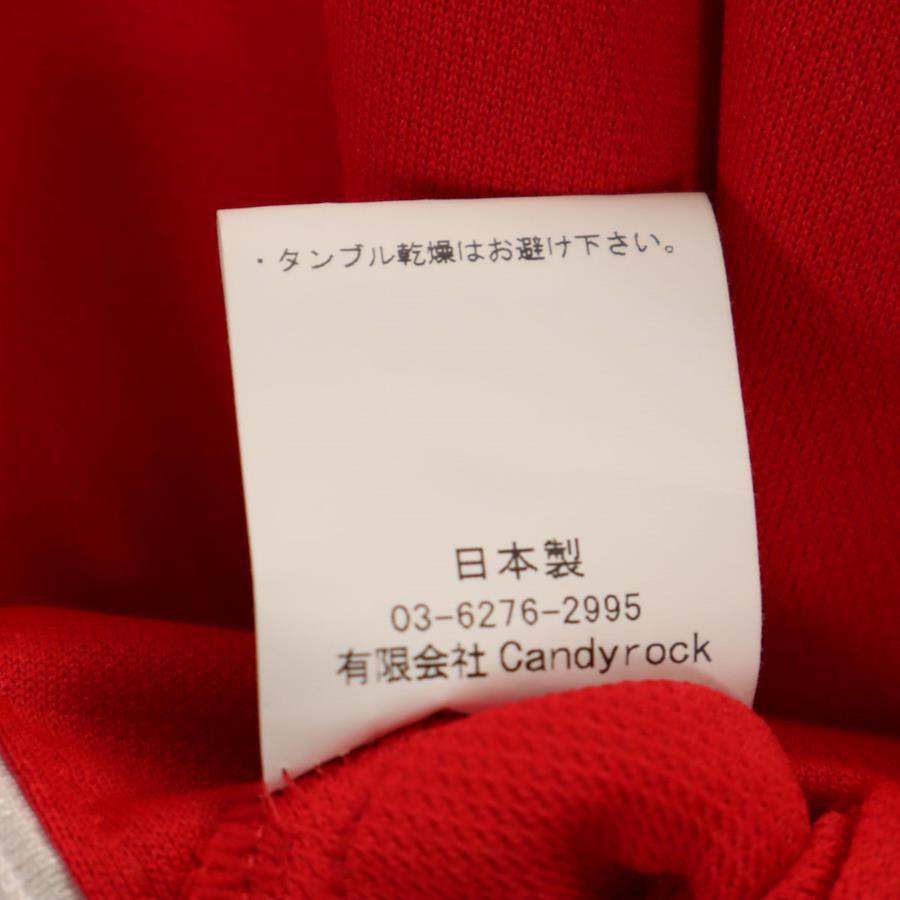 ・タンブル乾燥はお避け下さい。
日本製
03-6276-2995
有限会社 Candyrock